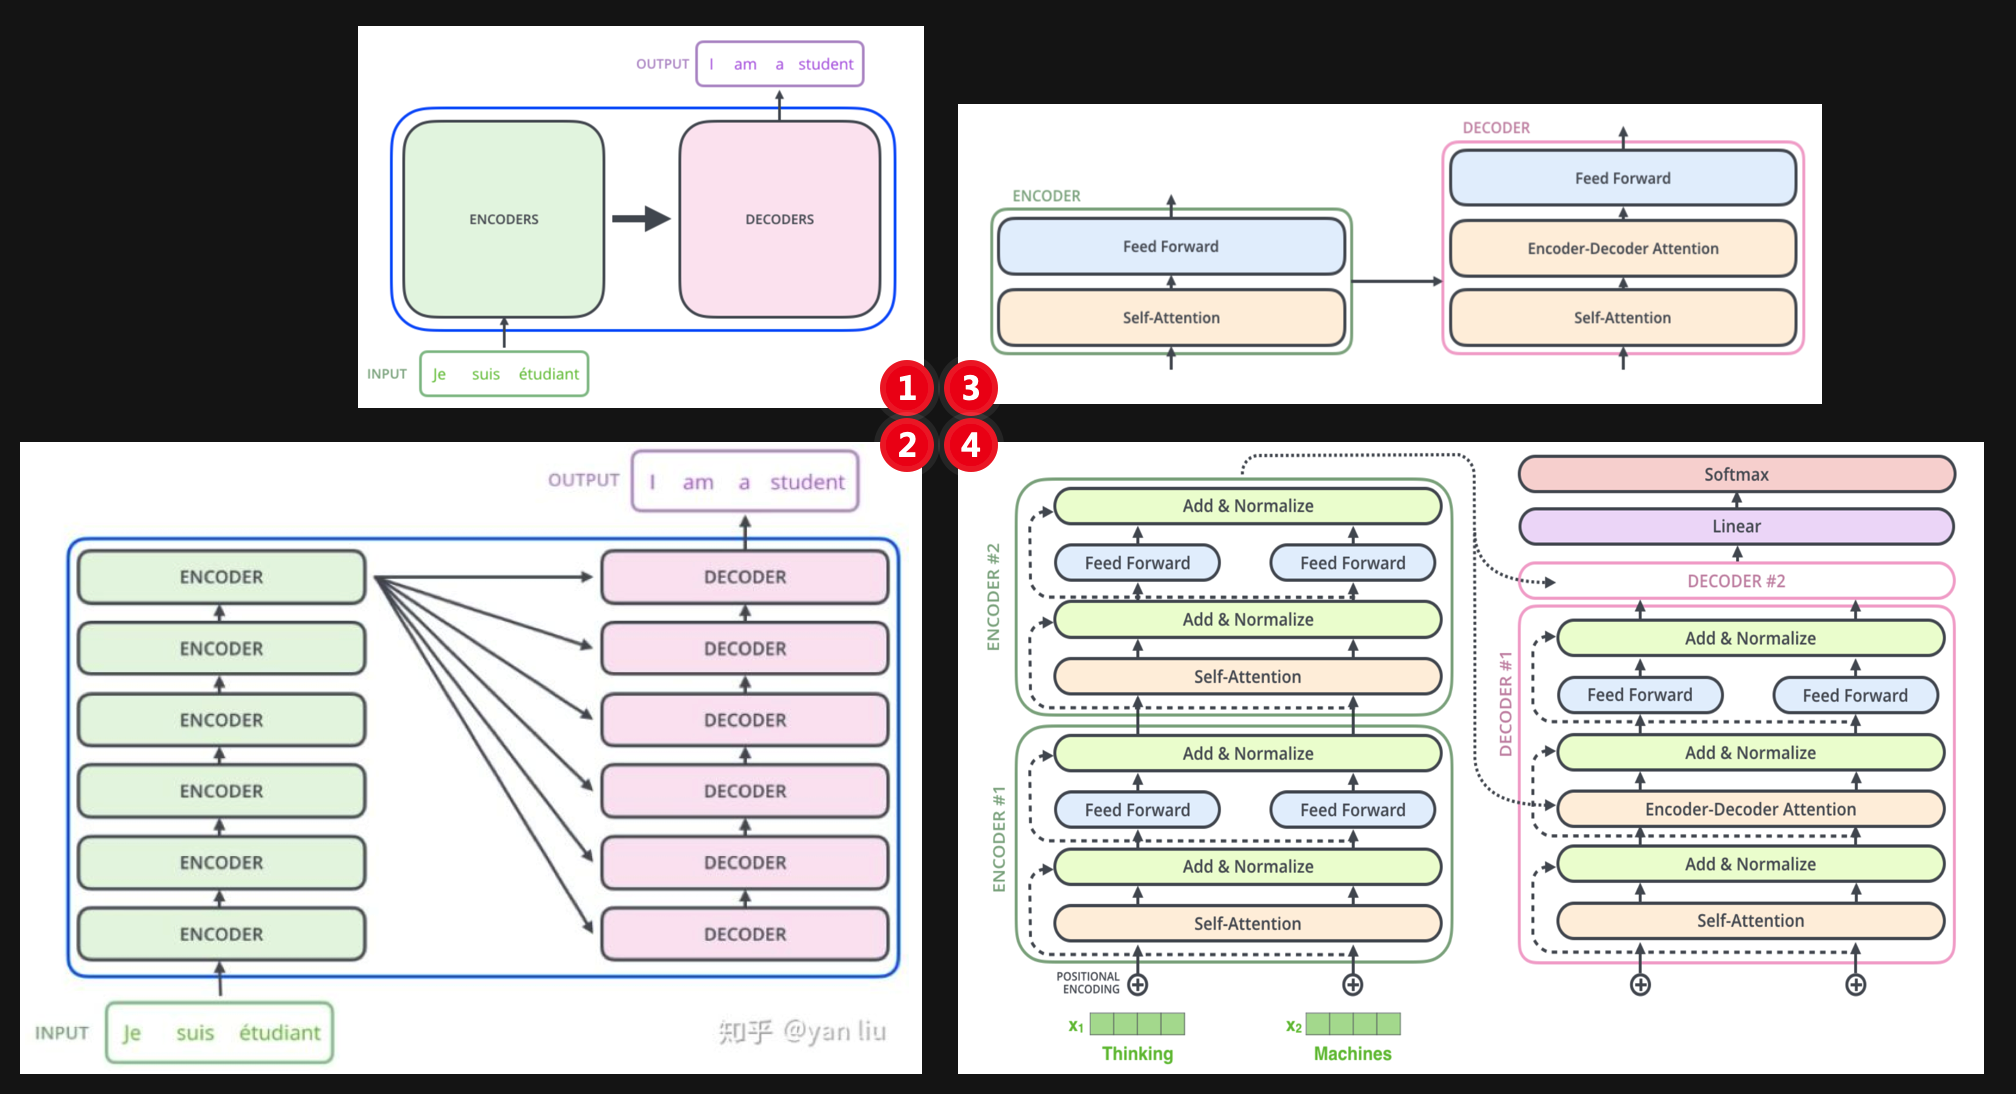 OUTPUT I am a student
ENCODERS
DECODERS
INPUT Je suis étudiant
1
2
OUTPUT I am a student
ENCODER DECODER
ENCODER DECODER
ENCODER DECODER
ENCODER DECODER
ENCODER DECODER
ENCODER DECODER
INPUT Je suis étudiant
知乎 @yan liu
3
ENCODER
Feed Forward
Self-Attention
DECODER
Feed Forward
Encoder-Decoder Attention
Self-Attention
4
ENCODER #2
Add & Normalize
Feed Forward Feed Forward
Add & Normalize
Self-Attention
ENCODER #1
Add & Normalize
Feed Forward Feed Forward
Add & Normalize
Self-Attention
POSITIONAL
ENCODING
x1 x2
Thinking Machines
Softmax
Linear
DECODER #2
DECODER #1
Add & Normalize
Feed Forward Feed Forward
Add & Normalize
Encoder-Decoder Attention
Add & Normalize
Self-Attention